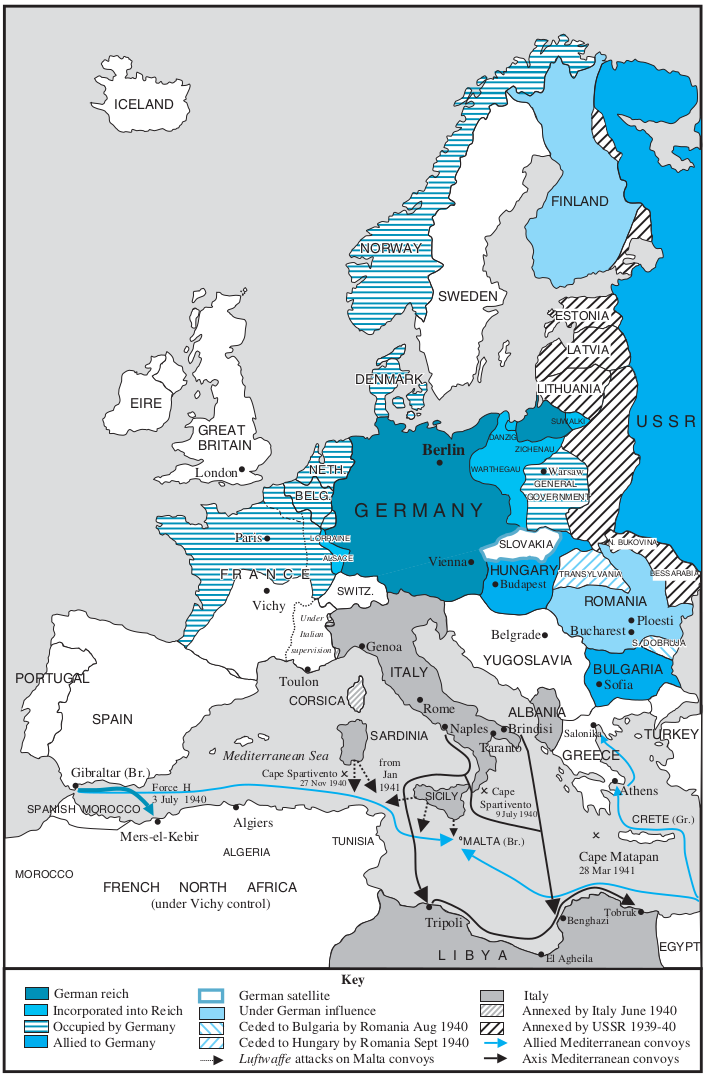 ICELAND
FINLAND
NORWAY
SWEDEN
ESTONIA
LATVIA
LITHUANIA
DENMARK
USSR
EIRE
GREAT
BRITAIN
London
SUWALKI
DANZIG
ZICHENAU
Berlin
WARTHEGAU
Warsaw
GENERAL
GOVERNMENT
NETH.
BELG.
GERMANY
Paris
LORRAINE
ALSACE
FRANCE
SLOVAKIA
N. BUKOVINA
Vienna
HUNGARY
Budapest
TRANSYLVANIA
BESSARABIA
SWITZ.
Vichy
ROMANIA
Under
Italian
supervision
Ploesti
Bucharest
Belgrade
S. DOBRUJA
YUGOSLAVIA
Genoa
ITALY
BULGARIA
Sofia
Toulon
PORTUGAL
CORSICA
SPAIN
Rome
ALBANIA
Naples
Brindisi
Taranto
SARDINIA
Salonika
TURKEY
GREECE
Mediterranean Sea
from
Jan
1941
Gibraltar (Br.)
Cape Spartivento
27 Nov 1940
Force H
3 July 1940
SICILY
Cape
Spartivento
9 July 1940
Athens
SPANISH MOROCCO
CRETE (Gr.)
Mers-el-Kebir
Algiers
TUNISIA
MALTA (Br.)
ALGERIA
Cape Matapan
28 Mar 1941
MOROCCO
FRENCH NORTH AFRICA
(under Vichy control)
Tripoli
Benghazi
Tobruk
LIBYA
El Agheila
EGYPT
Key
German reich
Incorporated into Reich
Occupied by Germany
Allied to Germany
German satellite
Under German influence
Ceded to Bulgaria by Romania Aug 1940
Ceded to Hungary by Romania Sept 1940
Luftwaffe attacks on Malta convoys
Italy
Annexed by Italy June 1940
Annexed by USSR 1939-40
Allied Mediterranean convoys
Axis Mediterranean convoys